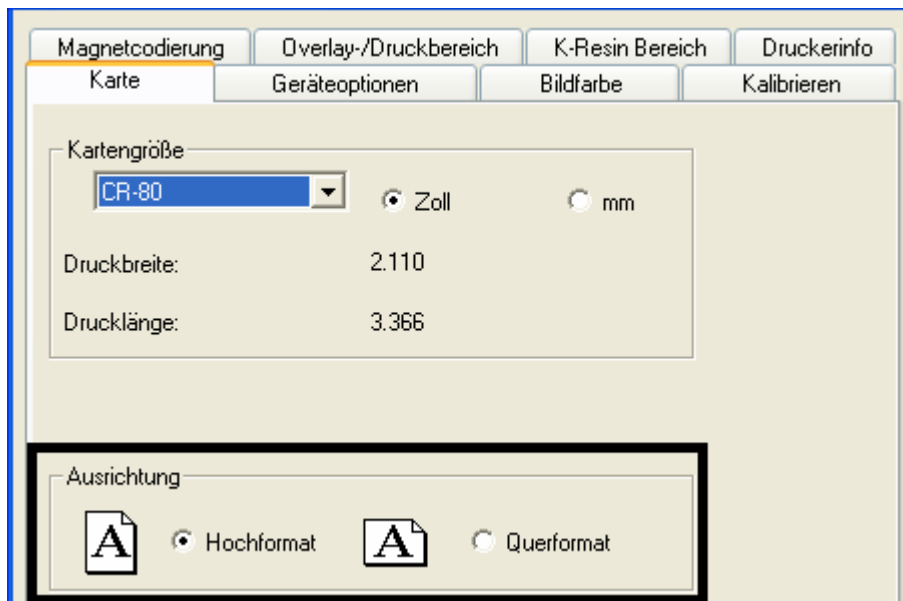 Magnetcodierung Overlay-/Druckbereich K-Resin Bereich Druckerinfo
Karte Geräteoptionen Bildfarbe Kalibrieren
Kartengröße
CR-80 Zoll mm
Druckbreite: 2.110
Drucklänge: 3.366
Ausrichtung
A Hochformat A Querformat